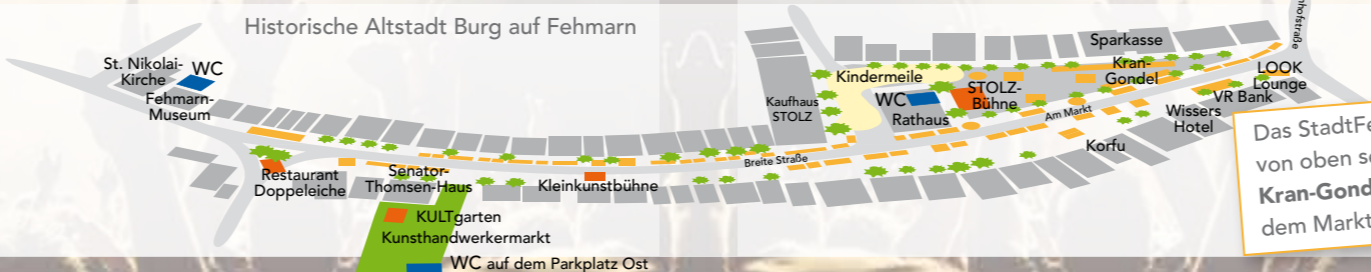 Historische Altstadt Burg auf Fehmarn
St. Nikolai-
Kirche
WC
Fehmarn-
Museum
Restaurant
Doppeleiche
Senator-
Thomsen-Haus
KULTgarten
Kunsthandwerkermarkt
WC auf dem Parkplatz Ost
Kleinkunstbühne
Breite Straße
Kaufhaus
STOLZ
Kindermeile
WC
Rathaus
STOLZ-
Bühne
Sparkasse
Kran-
Gondel
Am Markt
Korfu
Wissers
Hotel
VR Bank
LOOK
Lounge
Das StadtFe
von oben se
Kran-Gond
dem Markt